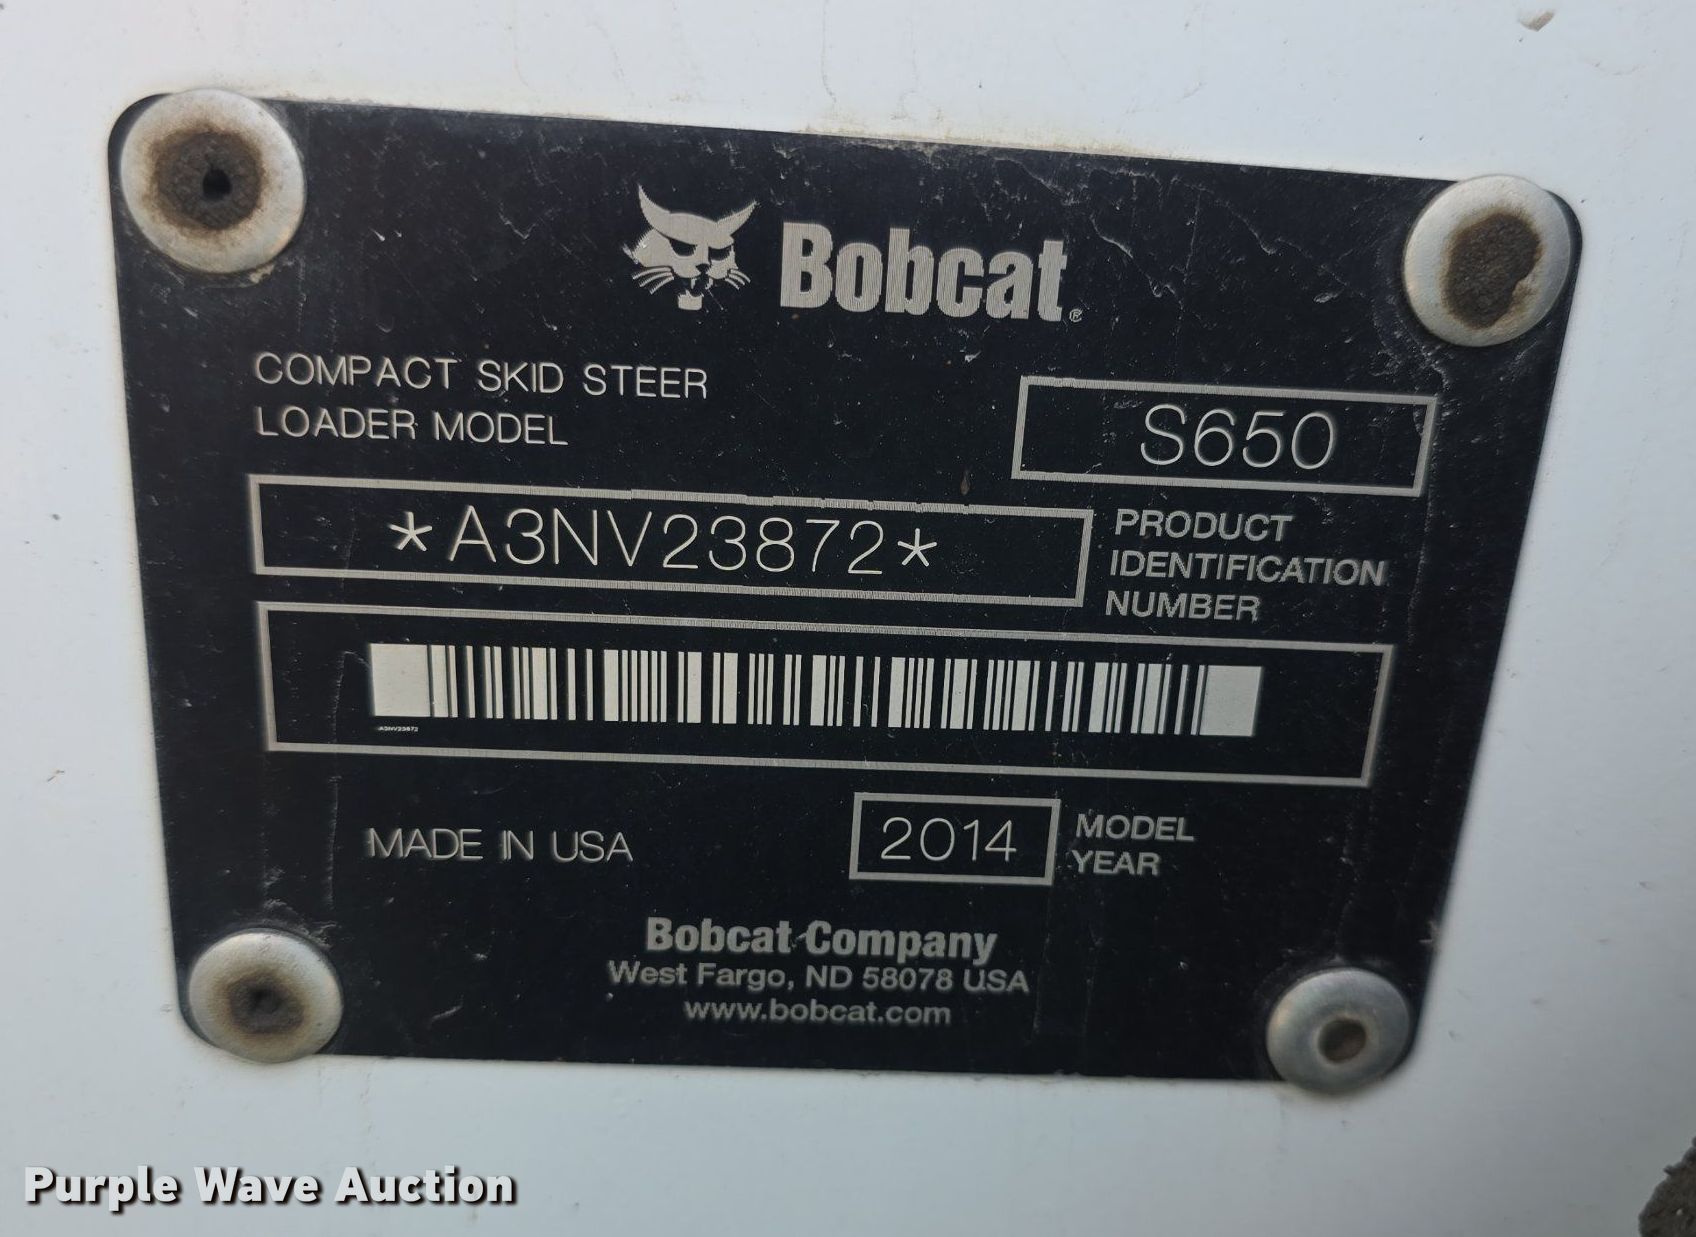 Bobcat®
COMPACT SKID STEER
LOADER MODEL
S650
*A3NV23872*
PRODUCT
IDENTIFICATION
NUMBER
A3NV23872
MADE IN USA
2014
MODEL
YEAR
Bobcat Company
West Fargo, ND 58078 USA
www.bobcat.com
Purple Wave Auction